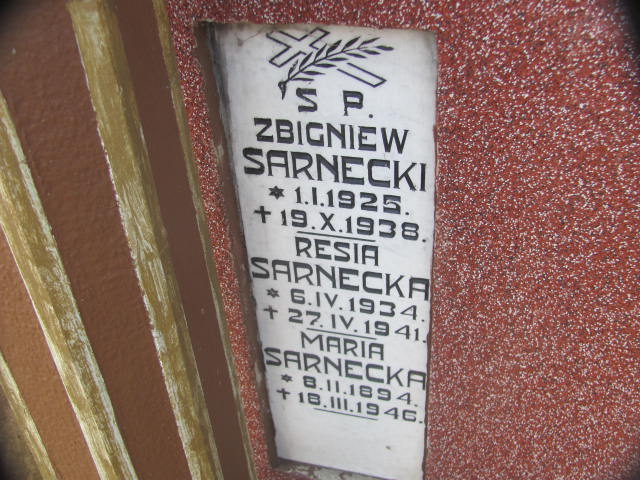 S P.
ZBIGNIEW
SARNECKI
* 1.I.1925.
+ 19.X.1938.
RESIA
SARNECKA
* 6.IV.1934.
+ 27.IV.1941.
MARIA
SARNECKA
* 8.II.1894.
+ 18.III.1946.